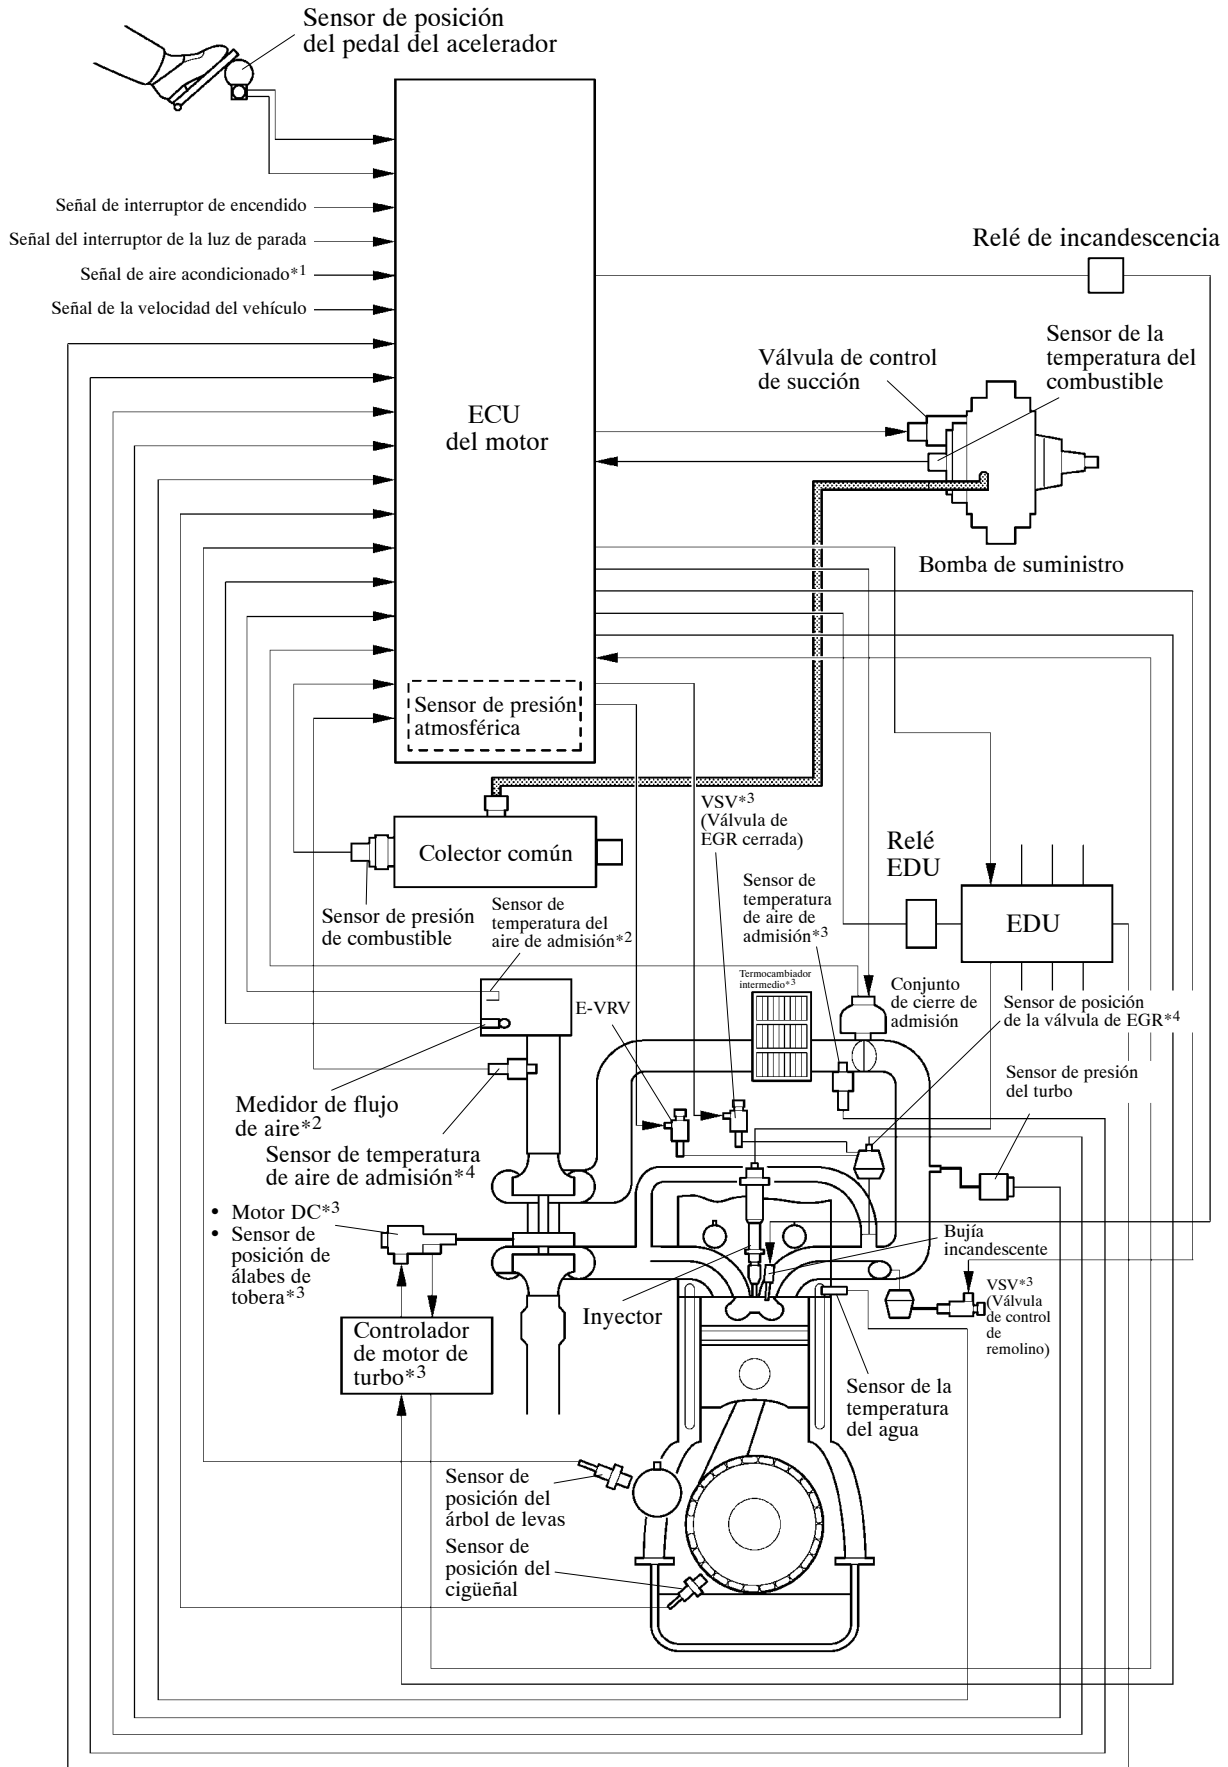 Sensor de posición
del pedal del acelerador
Señal de interruptor de encendido
Señal del interruptor de la luz de parada
Señal de aire acondicionado*1
Señal de la velocidad del vehículo
ECU
del motor
Relé de incandescencia
Válvula de control
de succión
Sensor de la
temperatura del
combustible
Bomba de suministro
Sensor de presión
atmosférica
Colector común
Sensor de presión
de combustible
VSV*3
(Válvula de
EGR cerrada)
Relé
EDU
EDU
Sensor de
temperatura del
aire de admisión*2
Sensor de
temperatura
de aire de
admisión*3
Termocambiador
intermedio*3
Conjunto
de cierre de
admisión
Sensor de posición
de la válvula de EGR*4
E-VRV
Sensor de presión
del turbo
Medidor de flujo
de aire*2
Sensor de temperatura
de aire de admisión*4
• Motor DC*3
• Sensor de
posición de
álabes de
tobera*3
Bujía
incandescente
Inyector
VSV*3
(Válvula
de control
de
remolino)
Controlador
de motor de
turbo*3
Sensor de la
temperatura
del agua
Sensor de
posición del
árbol de levas
Sensor de
posición del
cigüeñal